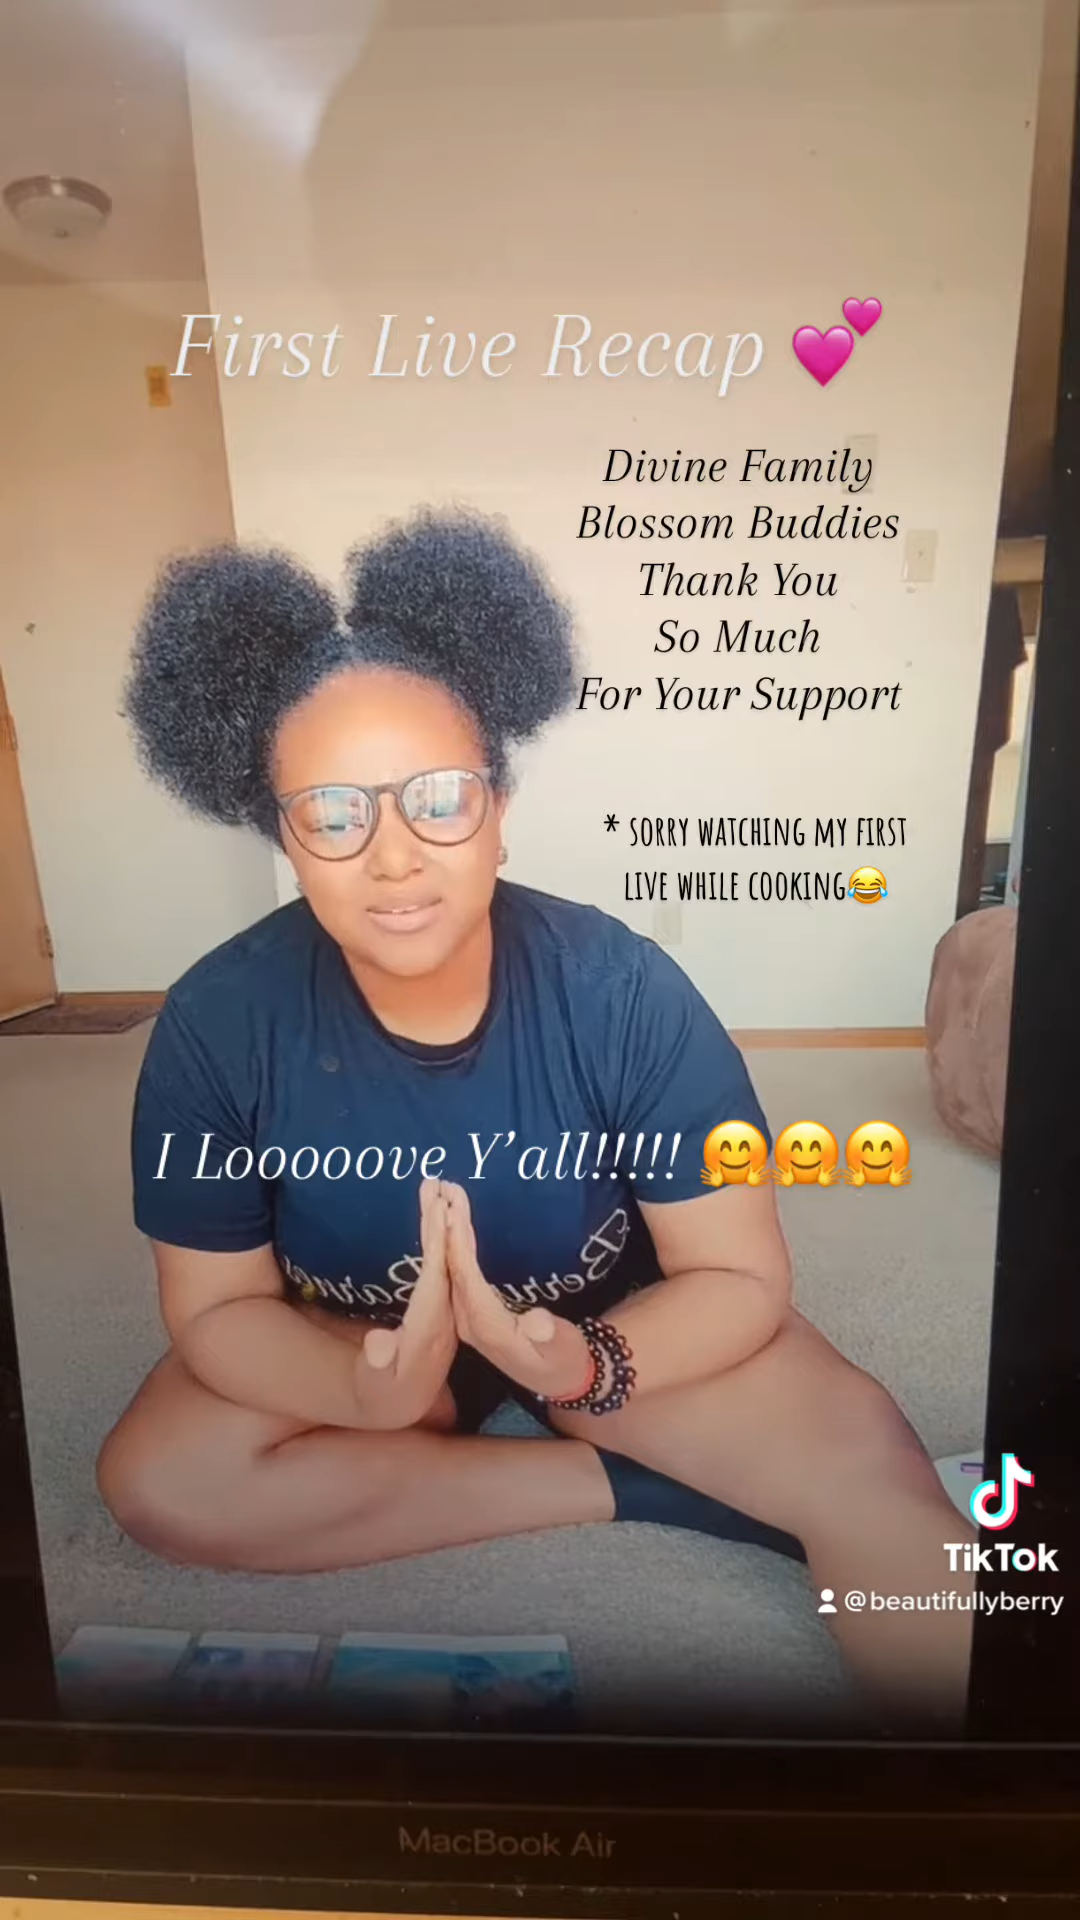 First Live Recap 💕
Divine Family
Blossom Buddies
Thank You
So Much
For Your Support
* SORRY WATCHING MY FIRST
LIVE WHILE COOKING😂
I Looooove Y’all!!!!! 🤗🤗🤗
Berry
TikTok
@beautifullyberry
MacBook Air